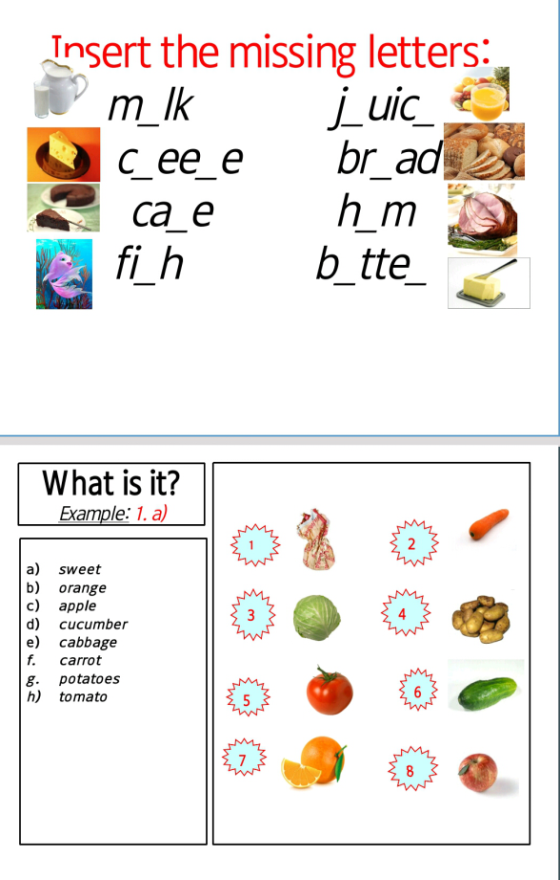 Insert the missing letters:
m_lk
j_uic_
c_ee_e
br_ad
ca_e
h_m
fi_h
b_tte_
What is it?
Example: 1. a)
a) sweet
b) orange
c) apple
d) cucumber
e) cabbage
f. carrot
g. potatoes
h) tomato
1
2
3
4
5
6
7
8